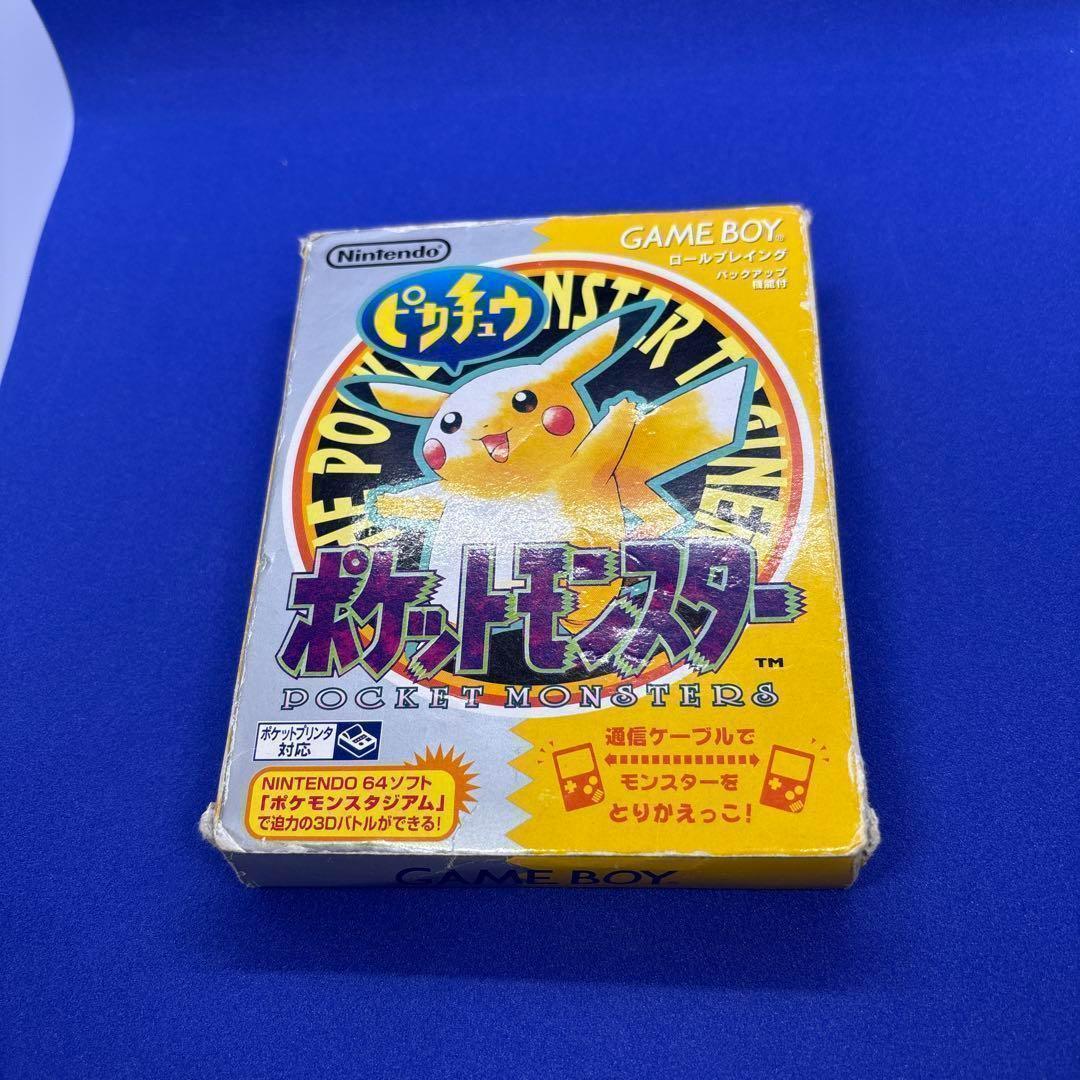 Nintendo®
GAME BOY®
ロールプレイング
バックアップ
機能付
ピカチュウ
ポケットモンスター
TM
POCKET MONSTERS
ポケットプリンタ
対応
NINTENDO 64ソフト
「ポケモンスタジアム」
で迫力の3Dバトルができる!
通信ケーブルで
モンスターを
とりかえっこ!
GAME BOY®